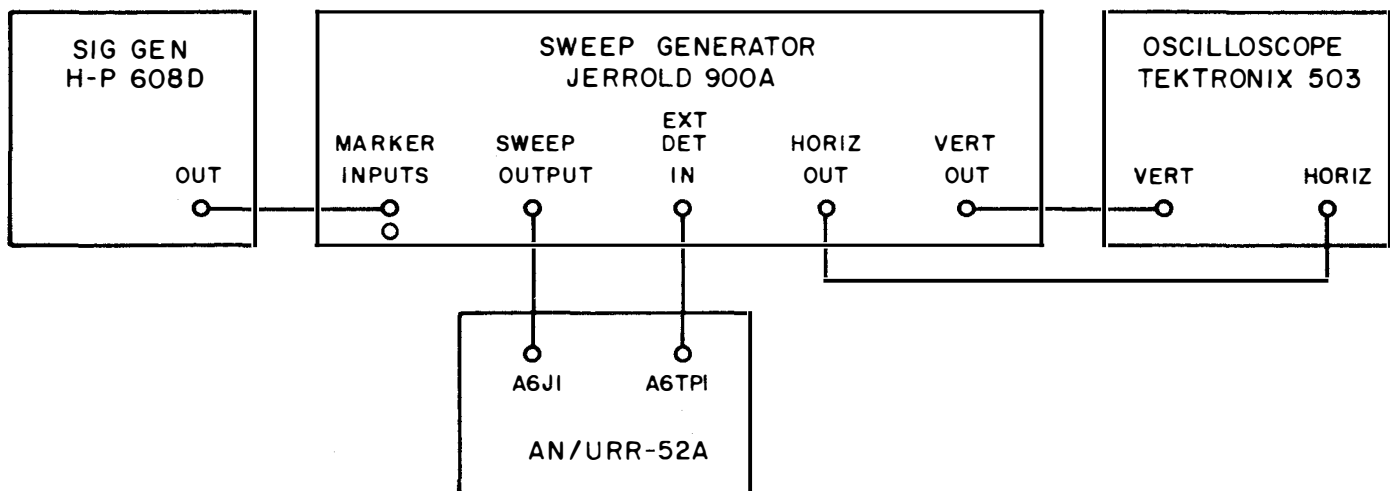 SIG GEN
H-P 608D
OUT
SWEEP GENERATOR
JERROLD 900A
MARKER
INPUTS
SWEEP
OUTPUT
EXT
DET
IN
HORIZ
OUT
VERT
OUT
OSCILLOSCOPE
TEKTRONIX 503
VERT
HORIZ
A6J1
A6TP1
AN/URR-52A